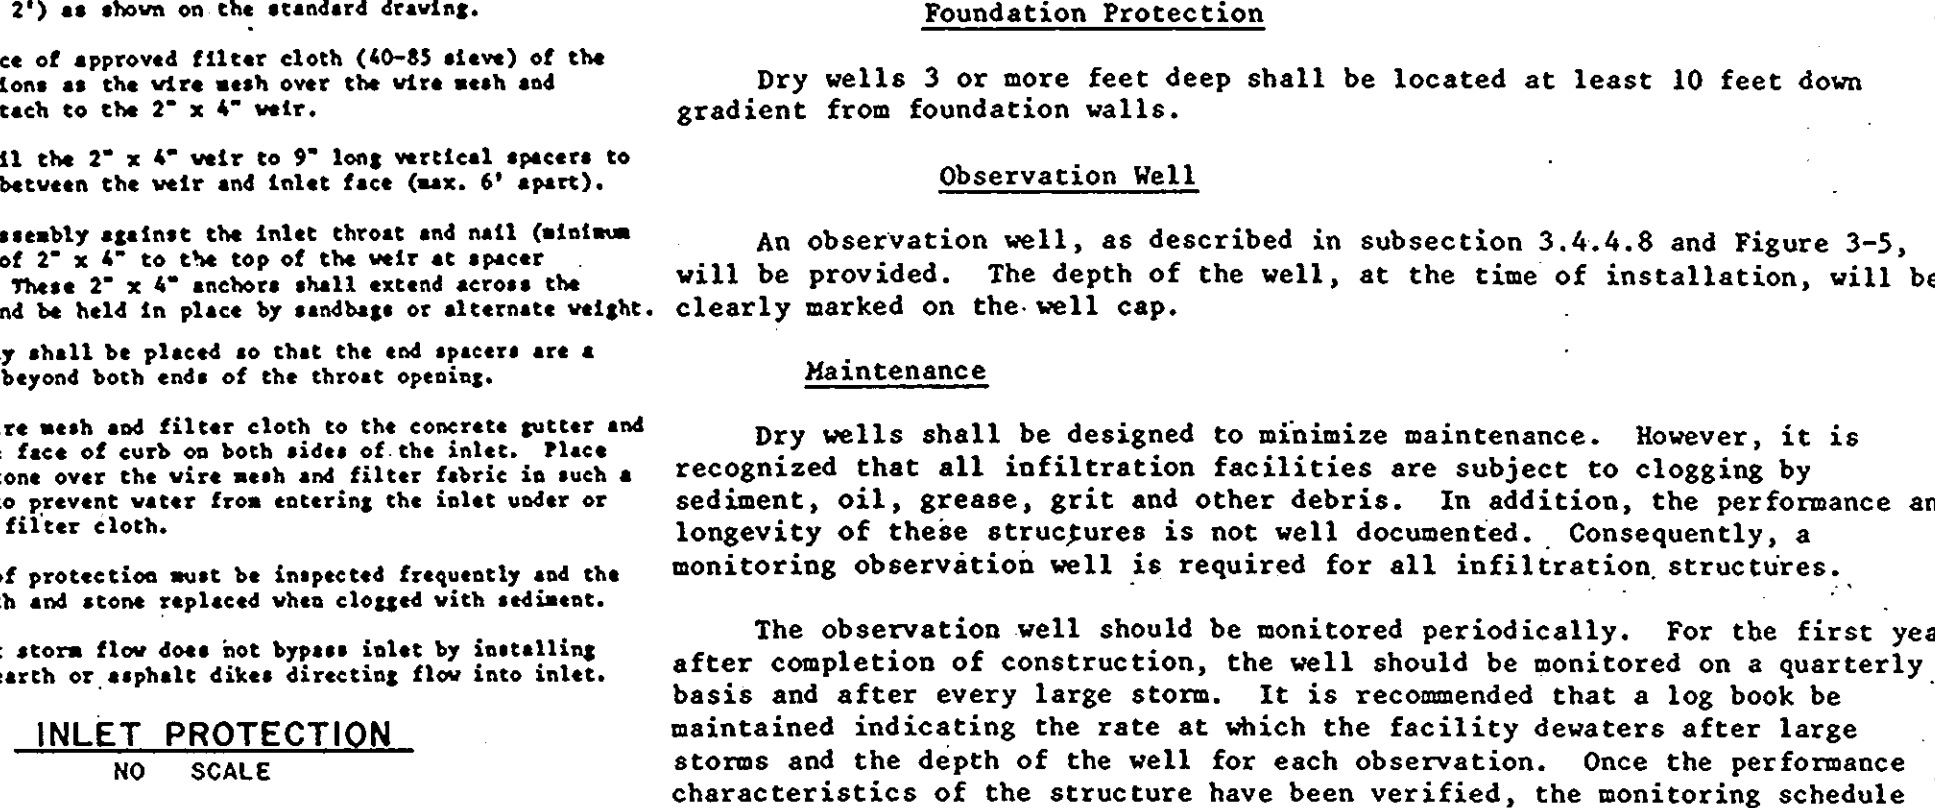 2') as shown on the standard drawing.
ce of approved filter cloth (40-85 sieve) of the
ions as the wire mesh over the wire mesh and
tach to the 2" x 4" weir.
il the 2" x 4" weir to 9" long vertical spacers to
between the weir and inlet face (max. 6' apart).
ssembly against the inlet throat and nail (minimum
of 2" x 4" to the top of the weir at spacer
These 2" x 4" anchors shall extend across the
nd be held in place by sandbags or alternate weight.
y shall be placed so that the end spacers are a
beyond both ends of the throat opening.
re mesh and filter cloth to the concrete gutter and
face of curb on both sides of the inlet. Place
one over the wire mesh and filter fabric in such a
o prevent water from entering the inlet under or
filter cloth.
of protection must be inspected frequently and the
h and stone replaced when clogged with sediment.
storm flow does not bypass inlet by installing
earth or asphalt dikes directing flow into inlet.
INLET PROTECTION
NO SCALE
Foundation Protection
Dry wells 3 or more feet deep shall be located at least 10 feet down
gradient from foundation walls.
Observation Well
An observation well, as described in subsection 3.4.4.8 and Figure 3-5,
will be provided. The depth of the well, at the time of installation, will be
clearly marked on the well cap.
Maintenance
Dry wells shall be designed to minimize maintenance. However, it is
recognized that all infiltration facilities are subject to clogging by
sediment, oil, grease, grit and other debris. In addition, the performance an
longevity of these structures is not well documented. Consequently, a
monitoring observation well is required for all infiltration structures.
The observation well should be monitored periodically. For the first yea
after completion of construction, the well should be monitored on a quarterly
basis and after every large storm. It is recommended that a log book be
maintained indicating the rate at which the facility dewaters after large
storms and the depth of the well for each observation. Once the performance
characteristics of the structure have been verified, the monitoring schedule